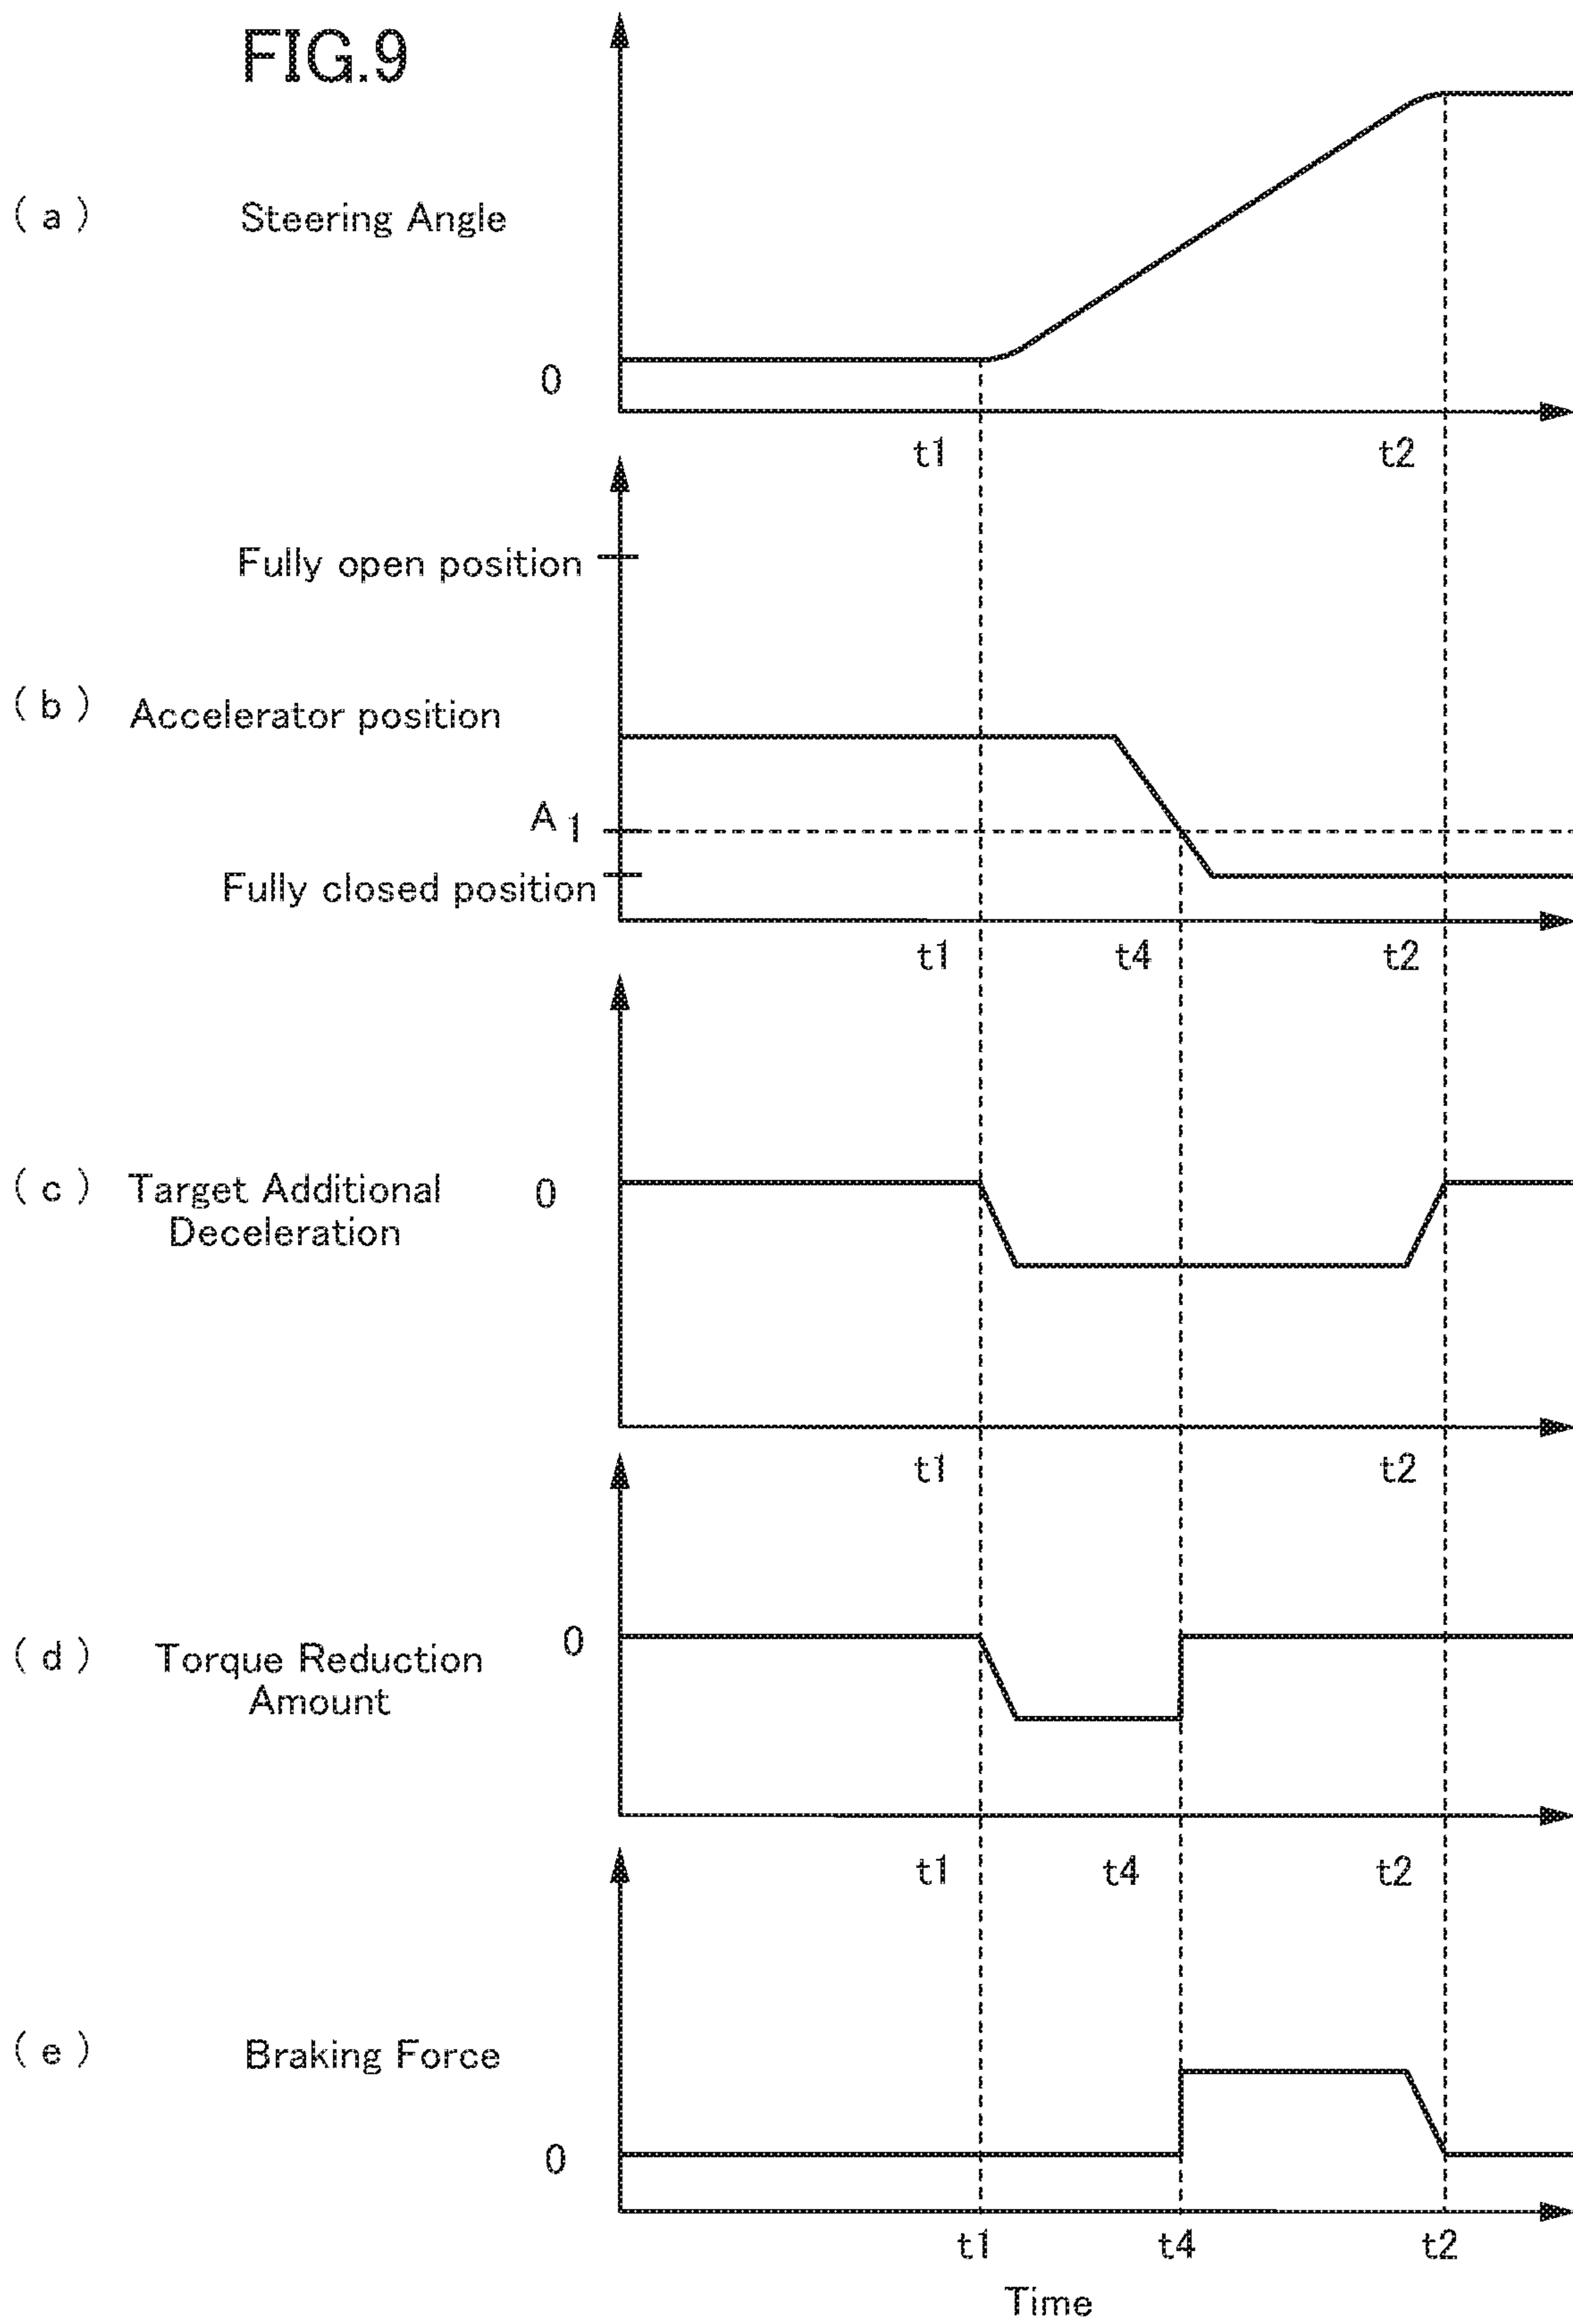 FIG.9
( a ) Steering Angle
0
t1 t2
Fully open position
( b ) Accelerator position
A1
Fully closed position
t1 t4 t2
( c ) Target Additional 0
Deceleration
t1 t2
( d ) Torque Reduction 0
Amount
t1 t4 t2
( e ) Braking Force
0
t1 t4 t2
Time